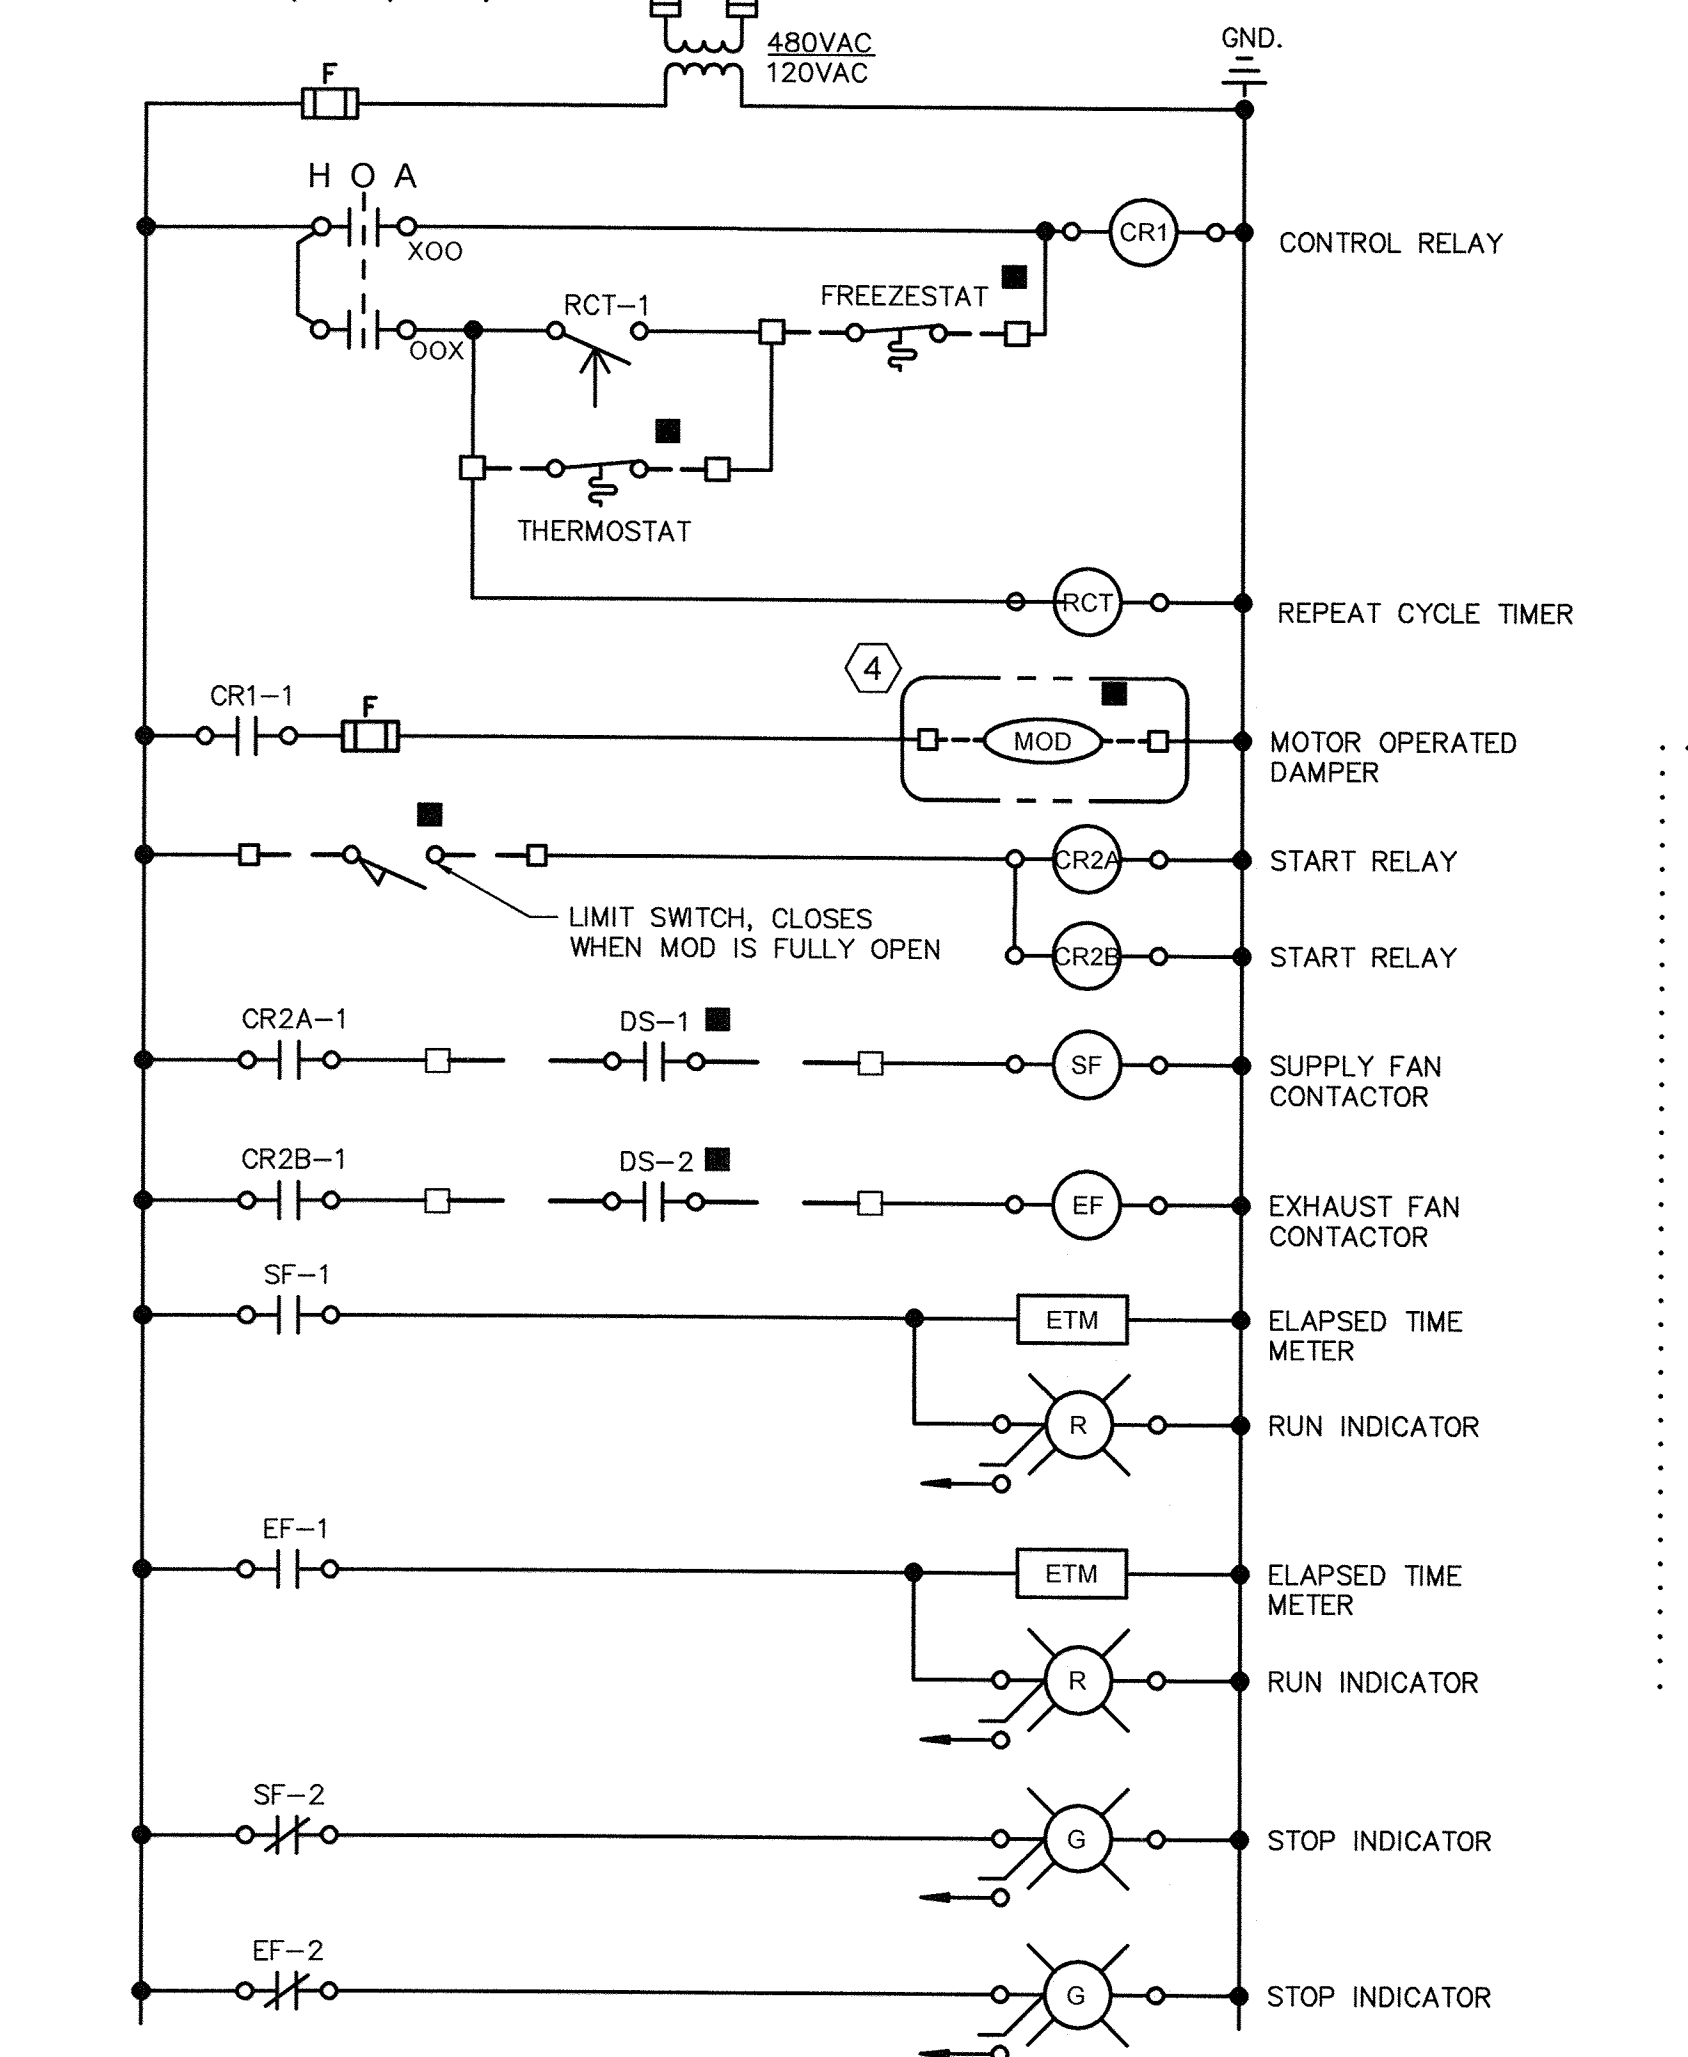 480VAC
120VAC
GND.
F
H O A
XOO
CR1
CONTROL RELAY
RCT-1
FREEZESTAT
OOX
THERMOSTAT
RCT
REPEAT CYCLE TIMER
4
CR1-1
F
MOD
MOTOR OPERATED
DAMPER
CR2A
START RELAY
LIMIT SWITCH, CLOSES
WHEN MOD IS FULLY OPEN
CR2B
START RELAY
CR2A-1
DS-1
SF
SUPPLY FAN
CONTACTOR
CR2B-1
DS-2
EF
EXHAUST FAN
CONTACTOR
SF-1
ETM
ELAPSED TIME
METER
R
RUN INDICATOR
EF-1
ETM
ELAPSED TIME
METER
R
RUN INDICATOR
SF-2
G
STOP INDICATOR
EF-2
G
STOP INDICATOR